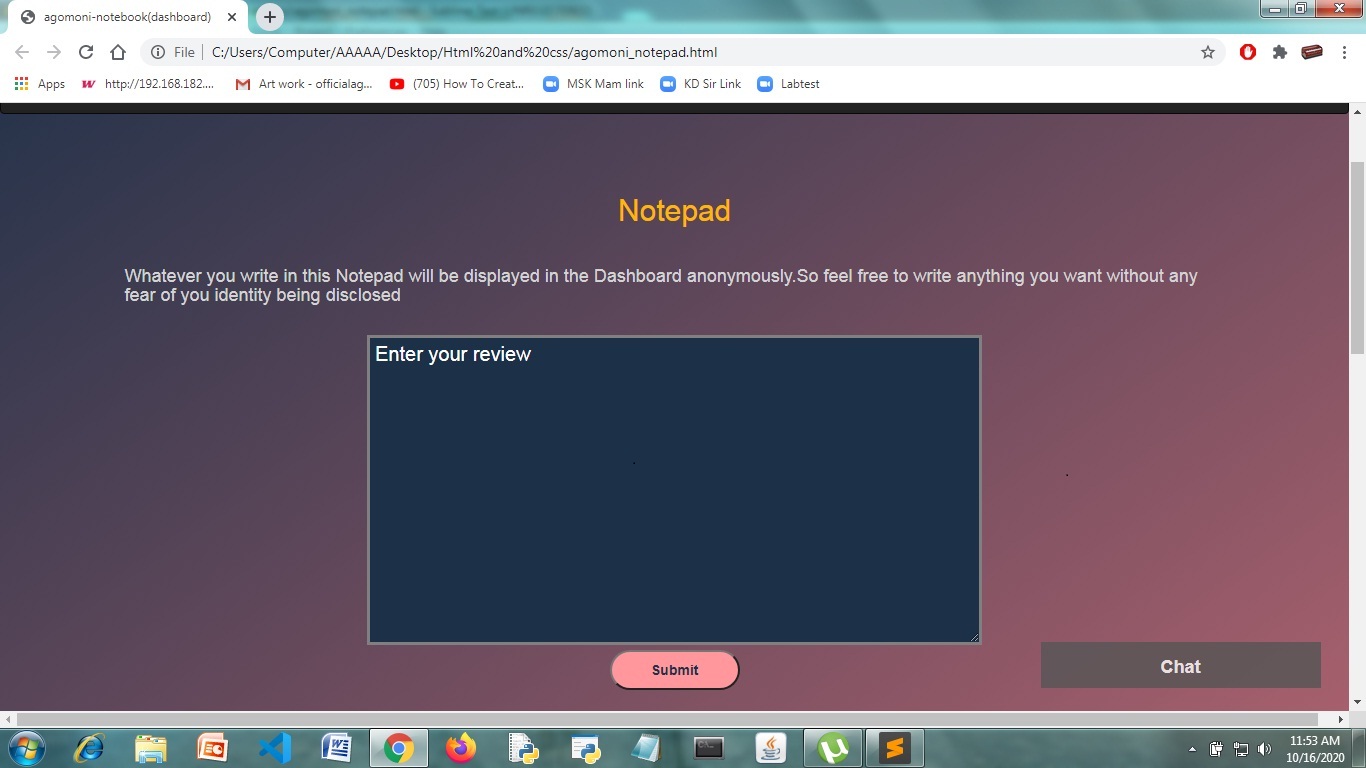 agomoni-notebook(dashboard)
File C:/Users/Computer/AAAAA/Desktop/Html%20and%20css/agomoni_notepad.html
Apps
http://192.168.182....
Art work - officialag...
(705) How To Creat...
MSK Mam link
KD Sir Link
Labtest
Notepad
Whatever you write in this Notepad will be displayed in the Dashboard anonymously.So feel free to write anything you want without any
fear of you identity being disclosed
Enter your review
Submit
Chat
11:53 AM
10/16/2020